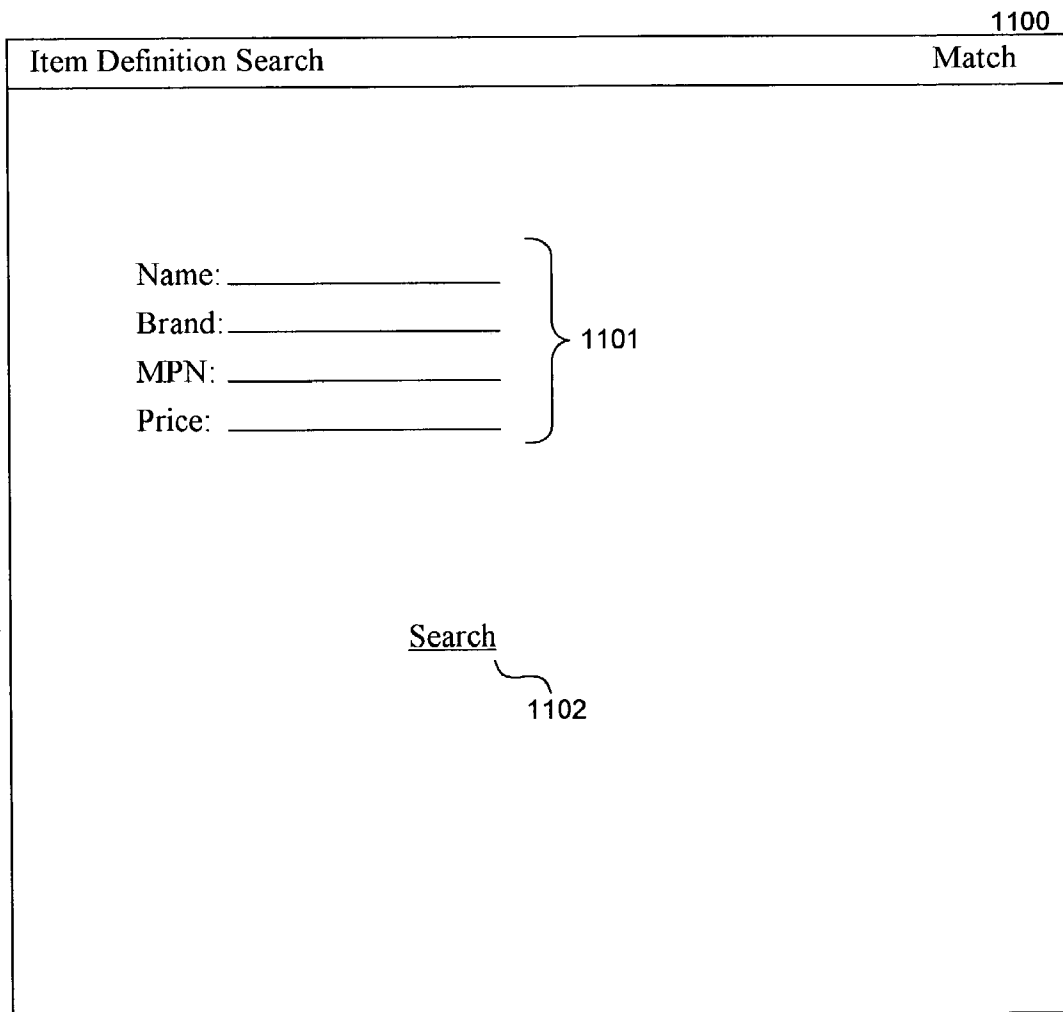 1100
Item Definition Search Match
Name:
Brand:
MPN:
Price:
1101
Search
1102